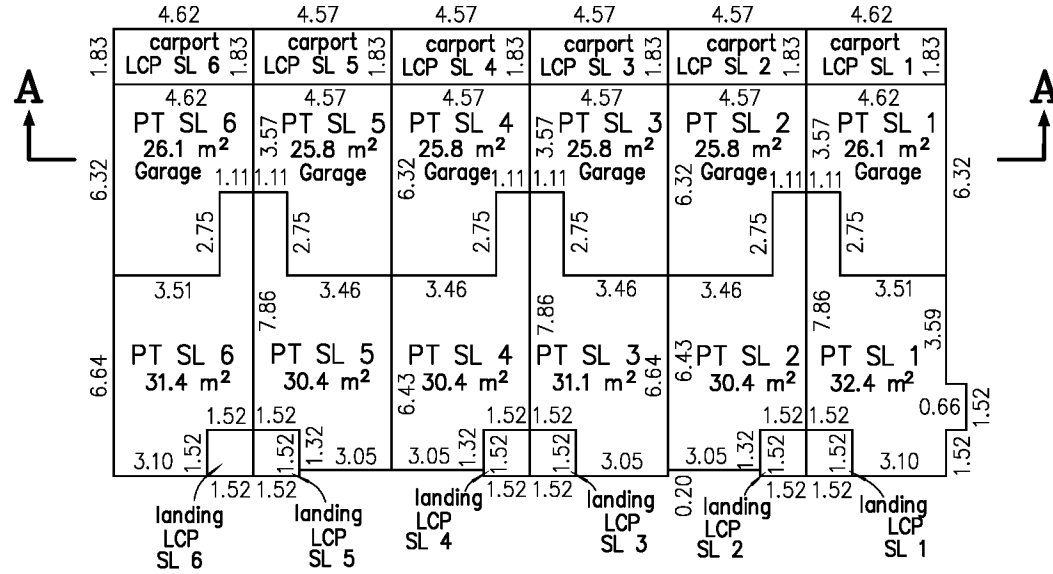 4.62 4.57 4.57 4.57 4.57 4.62
1.83 carport 1.83 carport 1.83 carport 1.83 carport 1.83 carport 1.83 carport 1.83
LCP SL 6 LCP SL 5 LCP SL 4 LCP SL 3 LCP SL 2 LCP SL 1
A A
4.62 4.57 4.57 4.57 4.57 4.62
PT SL 6 PT SL 5 PT SL 4 PT SL 3 PT SL 2 PT SL 1
3.57 3.57 3.57
26.1 m² 25.8 m² 25.8 m² 25.8 m² 25.8 m² 26.1 m²
Garage Garage Garage Garage Garage Garage
6.32 6.32 6.32 6.32
1.11 1.11 1.11 1.11 1.11 1.11
2.75 2.75 2.75 2.75 2.75 2.75
3.51 3.46 3.46 3.46 3.46 3.51
7.86 7.86 7.86
3.59
PT SL 6 PT SL 5 PT SL 4 PT SL 3 PT SL 2 PT SL 1
6.64 6.43 6.64 6.43
31.4 m² 30.4 m² 30.4 m² 31.1 m² 30.4 m² 32.4 m²
0.66 1.52
1.52 1.52 1.52 1.52 1.52 1.52
1.52 1.52 1.32 1.32 1.52 1.52 1.32 1.52 1.52 1.52
3.10 3.05 3.05 3.05 3.05 3.10
1.52 1.52 1.52 1.52 1.52 1.52
0.20
landing landing landing landing landing landing
LCP LCP LCP LCP LCP LCP
SL 6 SL 5 SL 4 SL 3 SL 2 SL 1